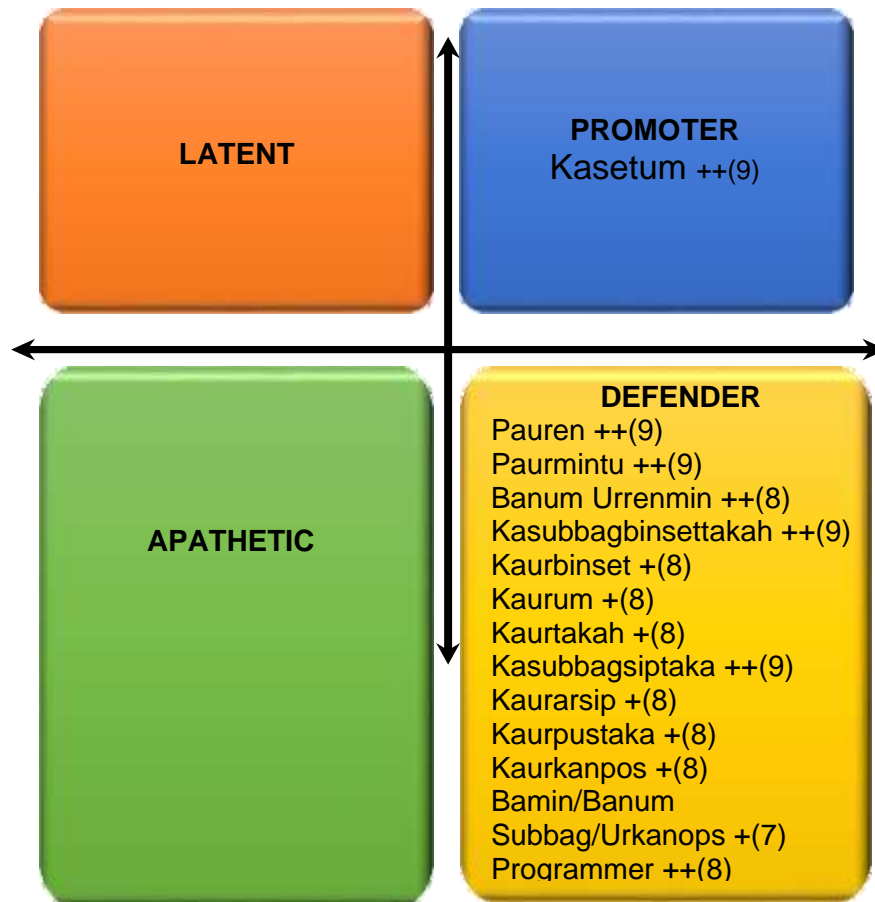 LATENT
PROMOTER
Kasetum ++(9)
APATHETIC
DEFENDER
Pauren ++(9)
Paurmintu ++(9)
Banum Urrenmin ++(8)
Kasubbagbinsettakah ++(9)
Kaurbinset +(8)
Kaurum +(8)
Kaurtakah +(8)
Kasubbagsiptaka ++(9)
Kaurarsip +(8)
Kaurpustaka +(8)
Kaurkanpos +(8)
Bamin/Banum
Subbag/Urkanops +(7)
Programmer ++(8)